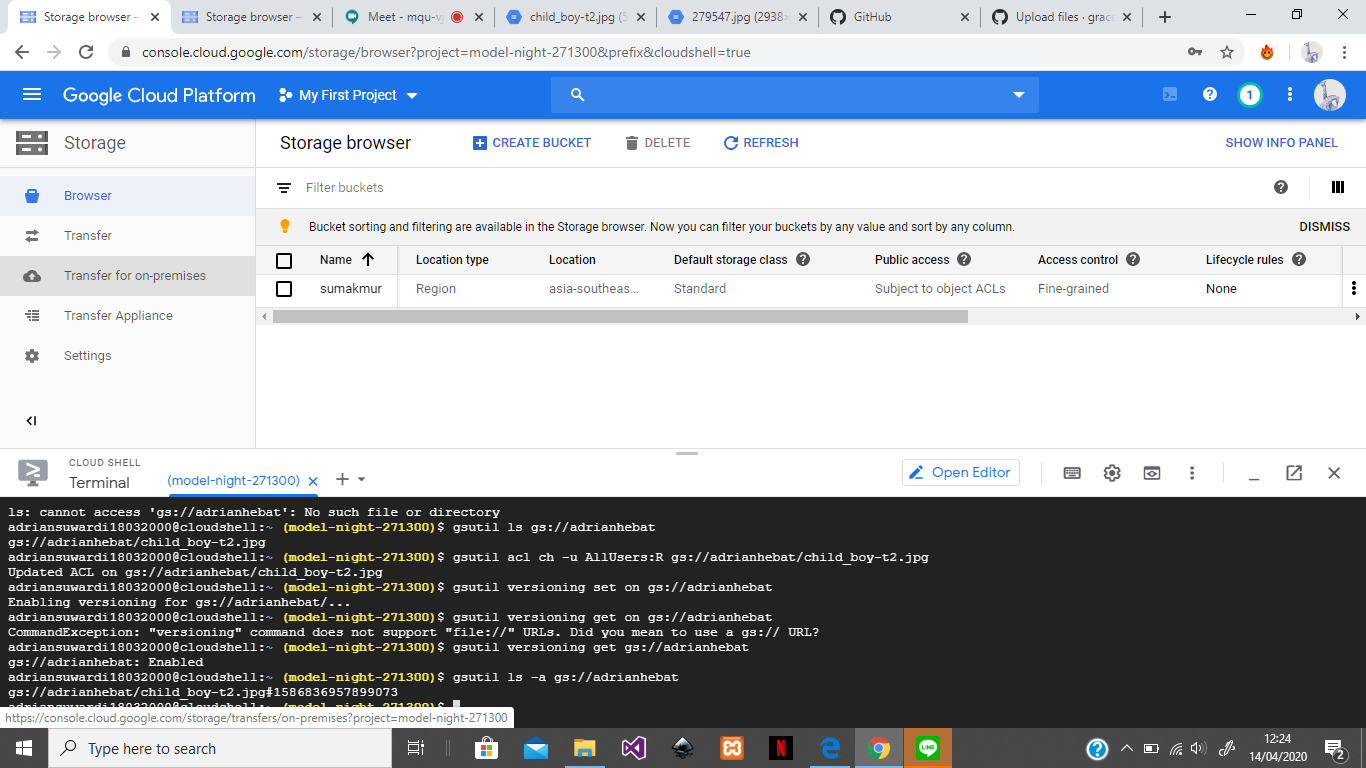 Storage browser –
Storage browser –
Meet - mqu-v
child_boy-t2.jpg (5
279547.jpg (2938×
GitHub
Upload files · grac
console.cloud.google.com/storage/browser?project=model-night-271300&prefix&cloudshell=true
Google Cloud Platform
My First Project
1
Storage
Storage browser
CREATE BUCKET
DELETE
REFRESH
SHOW INFO PANEL
Browser
Filter buckets
Transfer
Bucket sorting and filtering are available in the Storage browser. Now you can filter your buckets by any value and sort by any column.
DISMISS
Transfer for on-premises
Name
Location type
Location
Default storage class
Public access
Access control
Lifecycle rules
sumakmur
Region
asia-southeas...
Standard
Subject to object ACLs
Fine-grained
None
Transfer Appliance
Settings
CLOUD SHELL
Terminal
(model-night-271300)
Open Editor
ls: cannot access 'gs://adrianhebat': No such file or directory
adriansuwardi18032000@cloudshell:~ (model-night-271300)$ gsutil ls gs://adrianhebat
gs://adrianhebat/child_boy-t2.jpg
adriansuwardi18032000@cloudshell:~ (model-night-271300)$ gsutil acl ch -u AllUsers:R gs://adrianhebat/child_boy-t2.jpg
Updated ACL on gs://adrianhebat/child_boy-t2.jpg
adriansuwardi18032000@cloudshell:~ (model-night-271300)$ gsutil versioning set on gs://adrianhebat
Enabling versioning for gs://adrianhebat/...
adriansuwardi18032000@cloudshell:~ (model-night-271300)$ gsutil versioning get on gs://adrianhebat
CommandException: "versioning" command does not support "file://" URLs. Did you mean to use a gs:// URL?
adriansuwardi18032000@cloudshell:~ (model-night-271300)$ gsutil versioning get gs://adrianhebat
gs://adrianhebat: Enabled
adriansuwardi18032000@cloudshell:~ (model-night-271300)$ gsutil ls -a gs://adrianhebat
gs://adrianhebat/child_boy-t2.jpg#1586836957899073
https://console.cloud.google.com/storage/transfers/on-premises?project=model-night-271300
Type here to search
N
LINE
12:24
14/04/2020
2